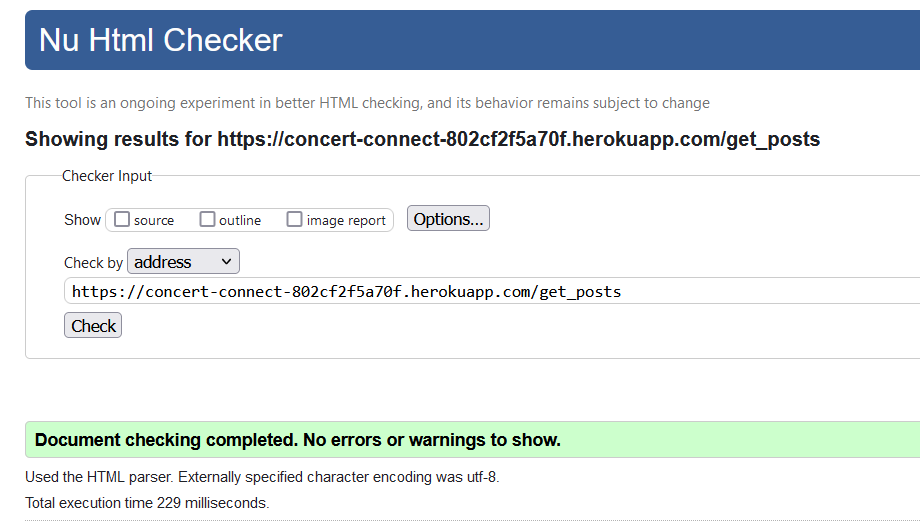 Nu Html Checker
This tool is an ongoing experiment in better HTML checking, and its behavior remains subject to change
Showing results for https://concert-connect-802cf2f5a70f.herokuapp.com/get_posts
Checker Input
Show source outline image report Options...
Check by address
https://concert-connect-802cf2f5a70f.herokuapp.com/get_posts
Check
Document checking completed. No errors or warnings to show.
Used the HTML parser. Externally specified character encoding was utf-8.
Total execution time 229 milliseconds.